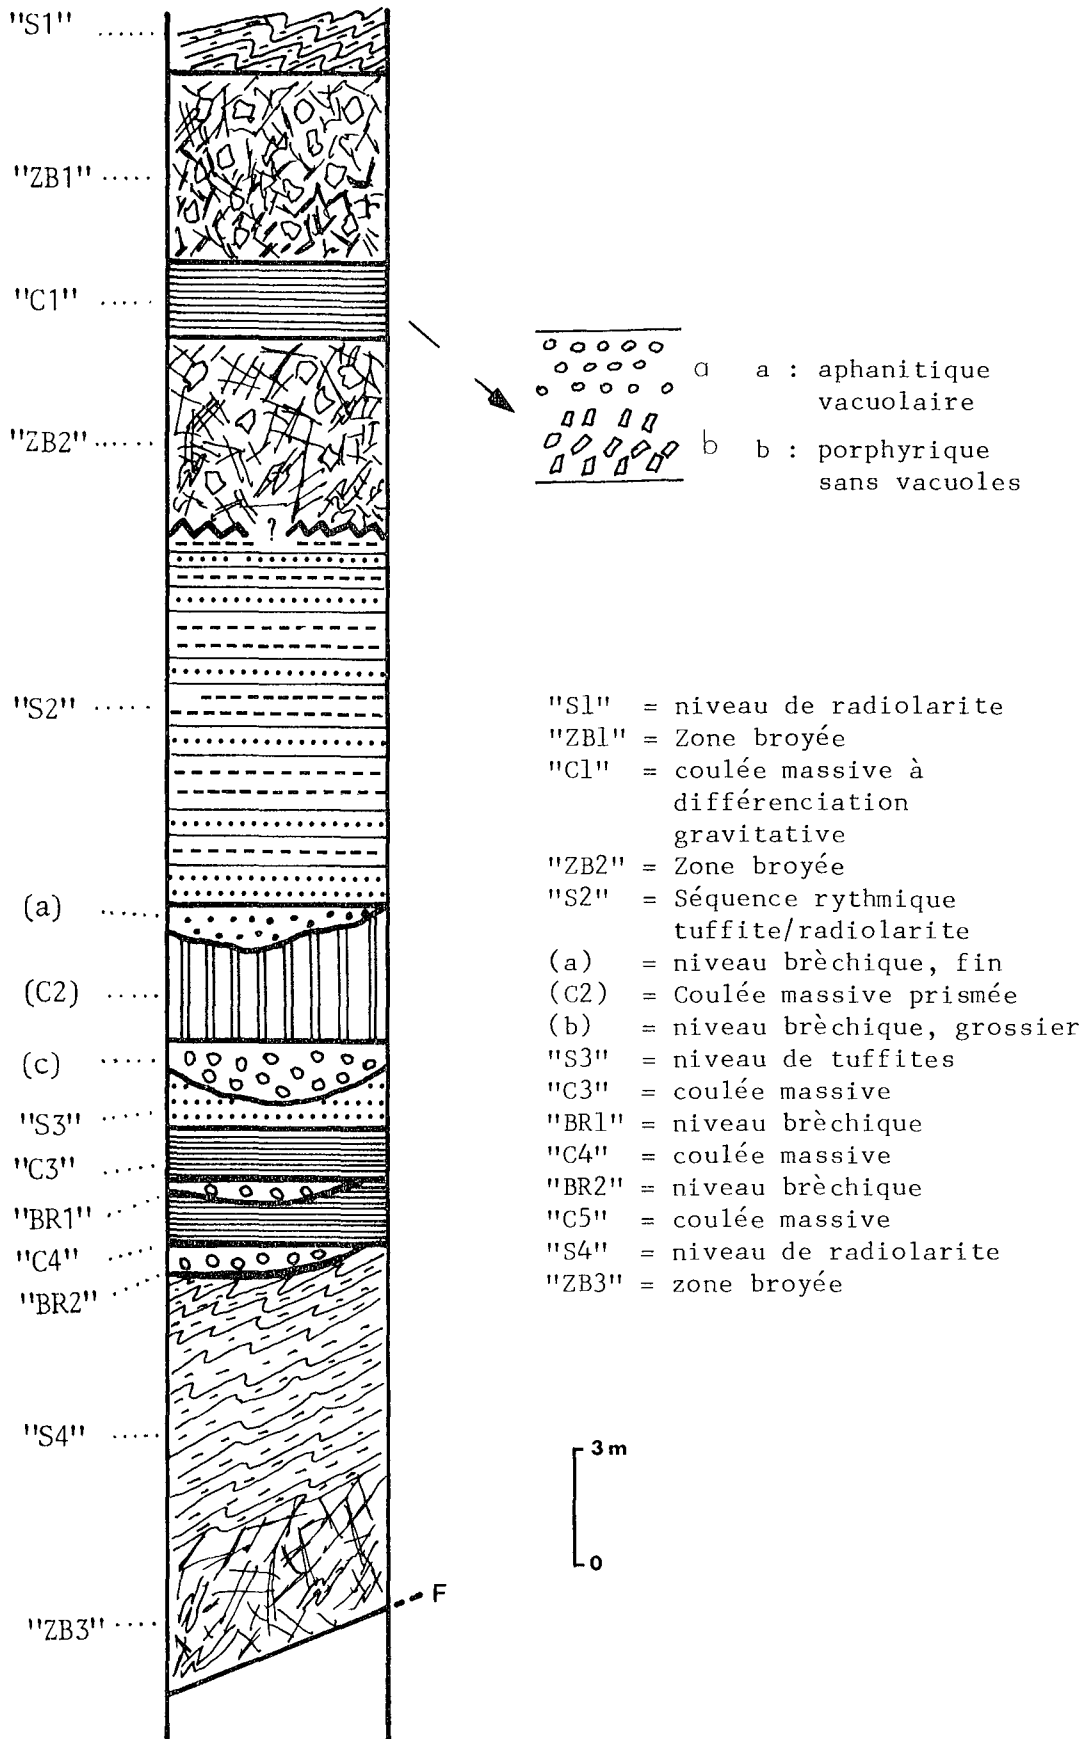 "S1" ......
"ZB1" .....
"C1" .....
a a : aphanitique
vacuolaire
"ZB2" .....
b b : porphyrique
sans vacuoles
?
"S2" .....
(a) .....
(C2) .....
(c) .....
"S3" .....
"C3" .....
"BR1" .....
"C4" .....
"BR2" .....
"S4" .....
"ZB3" .....
"S1" = niveau de radiolarite
"ZB1" = Zone broyée
"C1" = coulée massive à
différenciation
gravitative
"ZB2" = Zone broyée
"S2" = Séquence rythmique
tuffite/radiolarite
(a) = niveau brèchique, fin
(C2) = Coulée massive prismée
(b) = niveau brèchique, grossier
"S3" = niveau de tuffites
"C3" = coulée massive
"BR1" = niveau brèchique
"C4" = coulée massive
"BR2" = niveau brèchique
"C5" = coulée massive
"S4" = niveau de radiolarite
"ZB3" = zone broyée
3 m
0
F